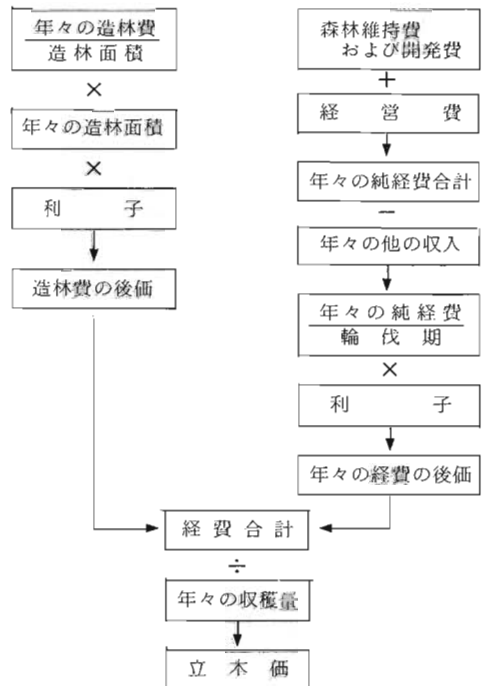 年々の造林費
造林面積
×
年々の造林面積
×
利子
造林費の後価
森林維持費
および開発費
+
経営費
年々の純経費合計
−
年々の他の収入
年々の純経費
輪伐期
×
利子
年々の経費の後価
経費合計
÷
年々の収穫量
立木価